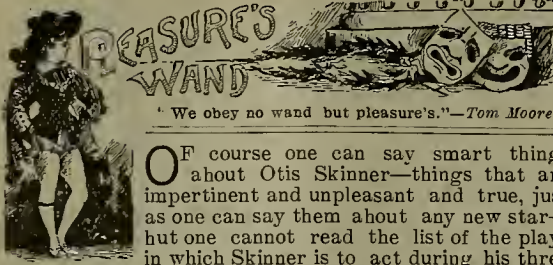 PLEASURE'S
WAND
"We obey no wand but pleasure's."—Tom Moore
OF course one can say smart thing
about Otis Skinner—things that ar
impertinent and unpleasant and true, jus
as one can say them about any new star—
but one cannot read the list of the play
in which Skinner is to act during his thre